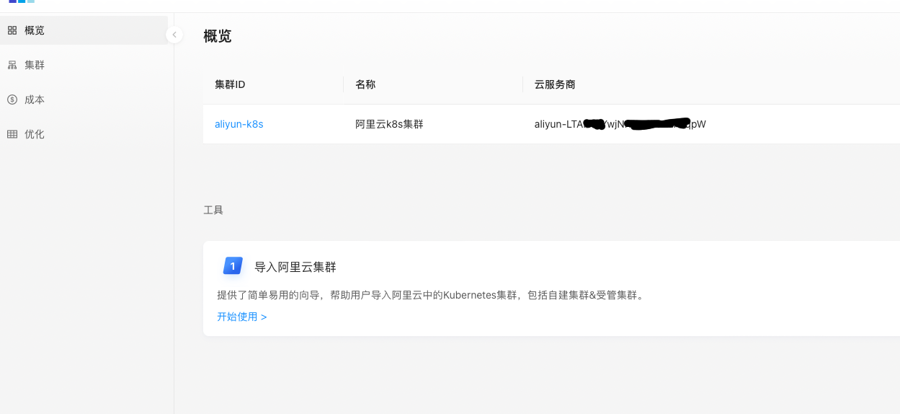 概览
集群
成本
优化
概览
集群ID 名称 云服务商
aliyun-k8s 阿里云k8s集群 aliyun-LTA
工具
1 导入阿里云集群
提供了简单易用的向导，帮助用户导入阿里云中的Kubernetes集群，包括自建集群&受管集群。
开始使用 >